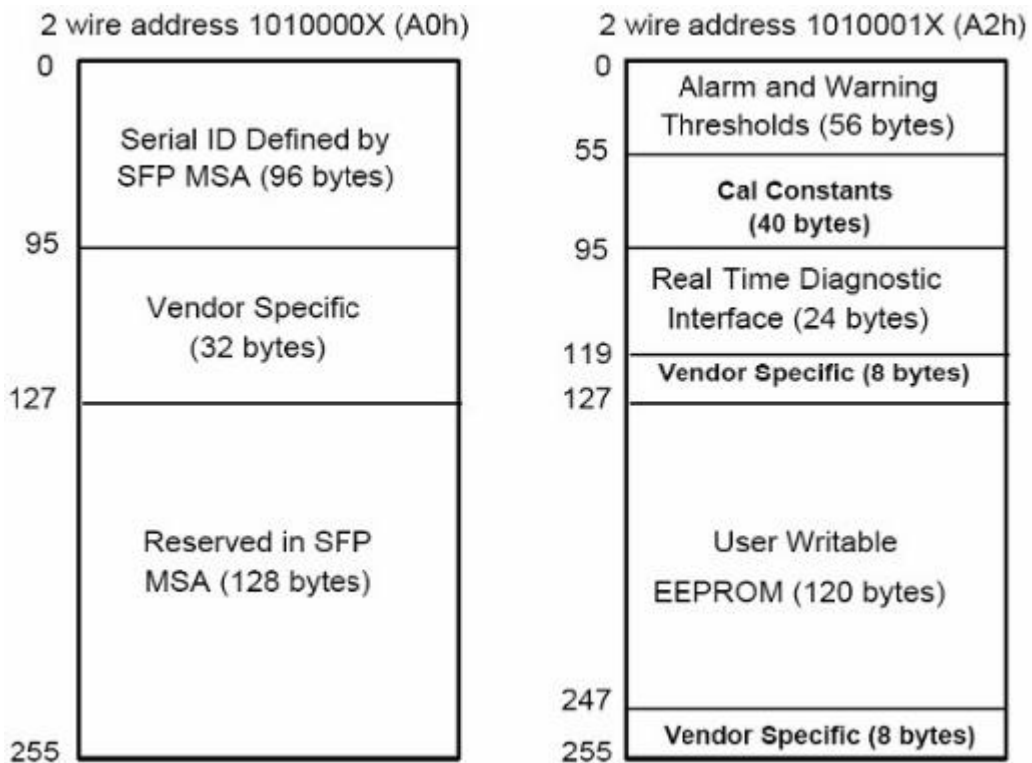 2 wire address 1010000X (A0h)
0
Serial ID Defined by
SFP MSA (96 bytes)
95
Vendor Specific
(32 bytes)
127
Reserved in SFP
MSA (128 bytes)
255
2 wire address 1010001X (A2h)
0
Alarm and Warning
Thresholds (56 bytes)
55
Cal Constants
(40 bytes)
95
Real Time Diagnostic
Interface (24 bytes)
119
Vendor Specific (8 bytes)
127
User Writable
EEPROM (120 bytes)
247
Vendor Specific (8 bytes)
255